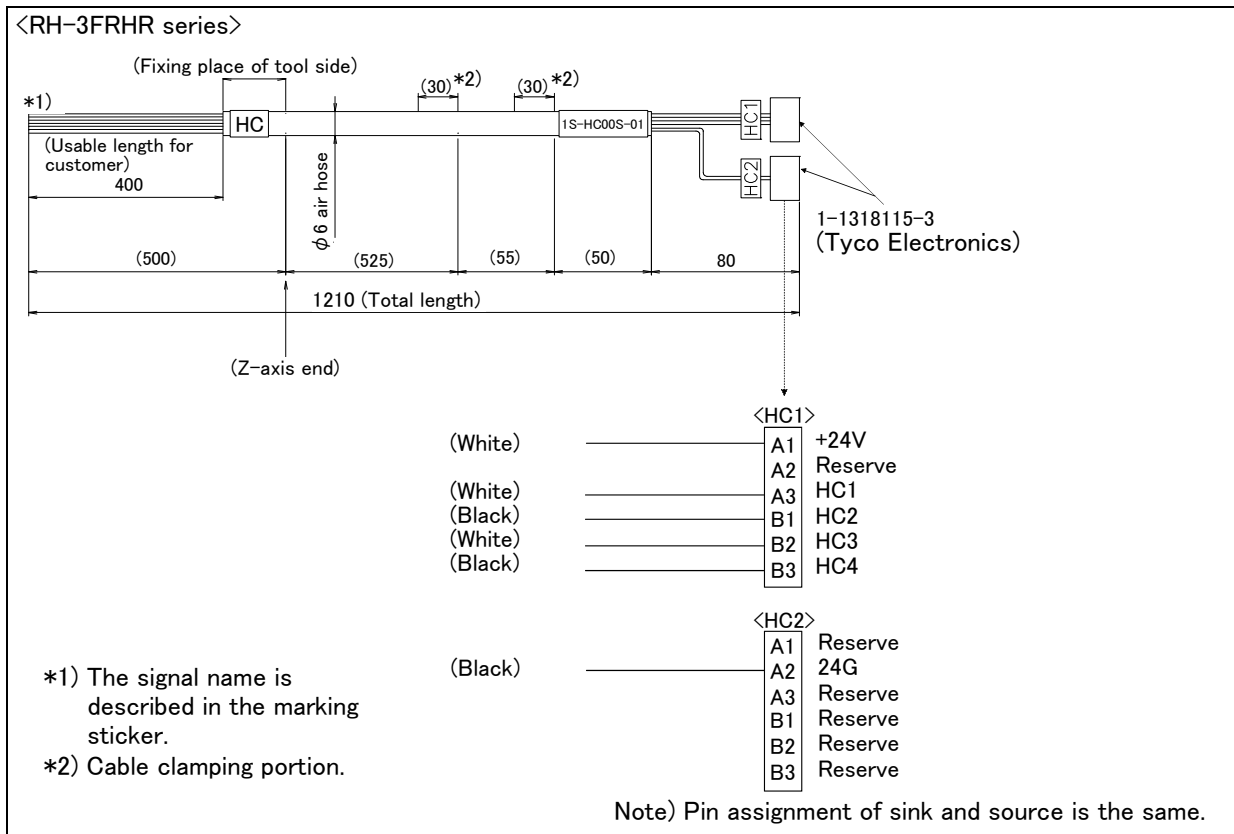 <RH-3FRHR series>
(Fixing place of tool side)
(30)*2)
(30)*2)
*1)
HC
1S-HC00S-01
HC1
HC2
(Usable length for
customer)
400
φ6 air hose
1-1318115-3
(Tyco Electronics)
(500)
(525)
(55)
(50)
80
1210 (Total length)
(Z-axis end)
<HC1>
(White) A1 +24V
A2 Reserve
(White) A3 HC1
(Black) B1 HC2
(White) B2 HC3
(Black) B3 HC4
<HC2>
A1 Reserve
(Black) A2 24G
A3 Reserve
B1 Reserve
B2 Reserve
B3 Reserve
*1) The signal name is
described in the marking
sticker.
*2) Cable clamping portion.
Note) Pin assignment of sink and source is the same.